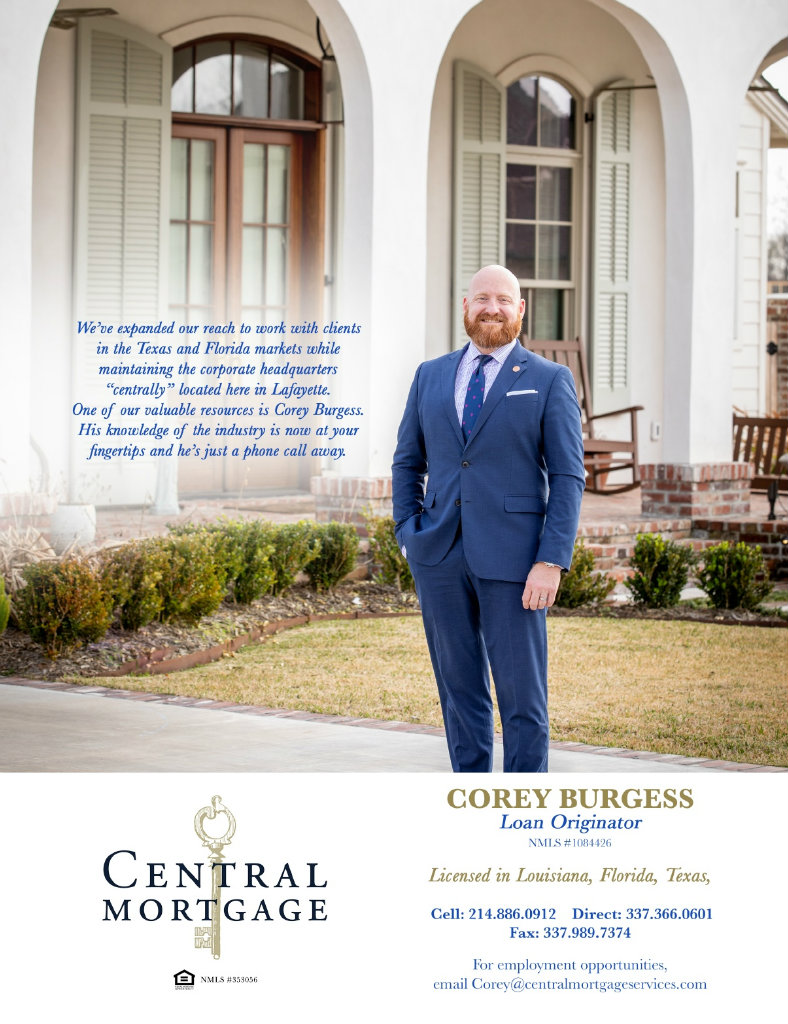 We've expanded our reach to work with clients
in the Texas and Florida markets while
maintaining the corporate headquarters
“centrally” located here in Lafayette.
One of our valuable resources is Corey Burgess.
His knowledge of the industry is now at your
fingertips and he's just a phone call away.
CENTRAL
MORTGAGE
NMLS #353056
COREY BURGESS
Loan Originator
NMLS #1084426
Licensed in Louisiana, Florida, Texas,
Cell: 214.886.0912 Direct: 337.366.0601
Fax: 337.989.7374
For employment opportunities,
email Corey@centralmortgageservices.com